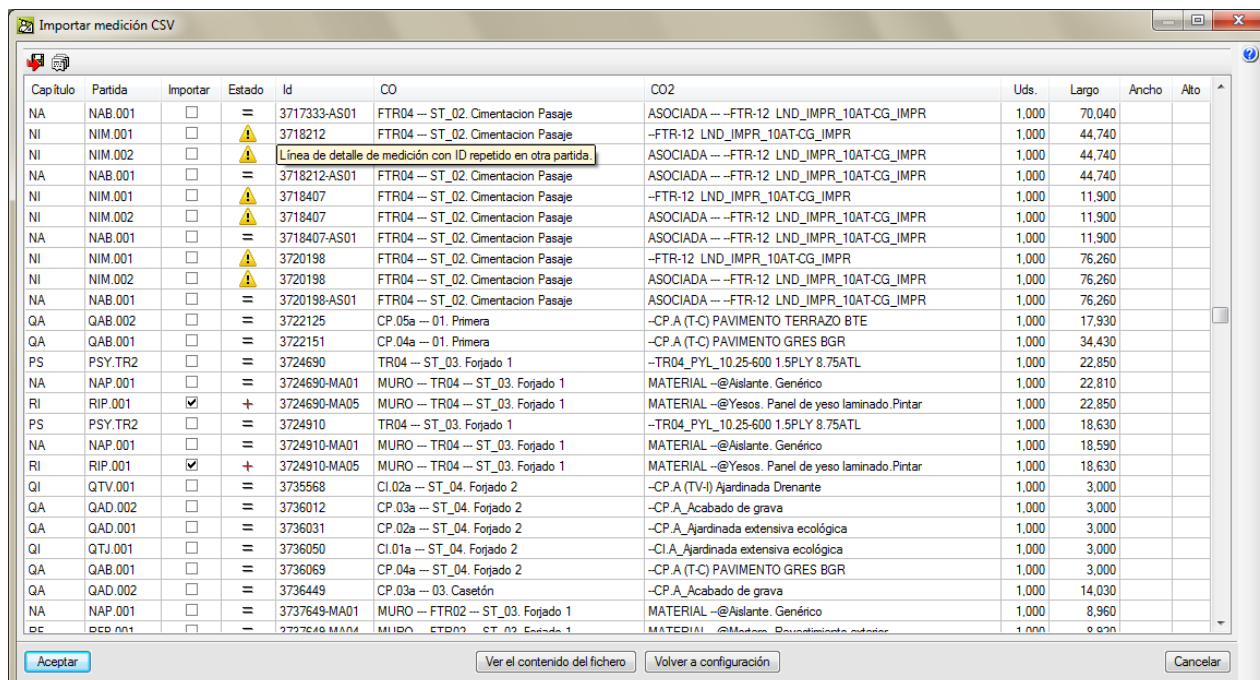 Importar medición CSV
Capítulo Partida Importar Estado Id CO CO2 Uds. Largo Ancho Alto
NA NAB.001 = 3717333-AS01 FTR04 --- ST_02. Cimentacion Pasaje ASOCIADA --- --FTR-12 LND_IMPR_10AT-CG_IMPR 1,000 70,040
NI NIM.001 3718212 FTR04 --- ST_02. Cimentacion Pasaje --FTR-12 LND_IMPR_10AT-CG_IMPR 1,000 44,740
NI NIM.002 Línea de detalle de medición con ID repetido en otra partida. ASOCIADA --- --FTR-12 LND_IMPR_10AT-CG_IMPR 1,000 44,740
NA NAB.001 = 3718212-AS01 FTR04 --- ST_02. Cimentacion Pasaje ASOCIADA --- --FTR-12 LND_IMPR_10AT-CG_IMPR 1,000 44,740
NI NIM.001 3718407 FTR04 --- ST_02. Cimentacion Pasaje --FTR-12 LND_IMPR_10AT-CG_IMPR 1,000 11,900
NI NIM.002 3718407 FTR04 --- ST_02. Cimentacion Pasaje ASOCIADA --- --FTR-12 LND_IMPR_10AT-CG_IMPR 1,000 11,900
NA NAB.001 = 3718407-AS01 FTR04 --- ST_02. Cimentacion Pasaje ASOCIADA --- --FTR-12 LND_IMPR_10AT-CG_IMPR 1,000 11,900
NI NIM.001 3720198 FTR04 --- ST_02. Cimentacion Pasaje --FTR-12 LND_IMPR_10AT-CG_IMPR 1,000 76,260
NI NIM.002 3720198 FTR04 --- ST_02. Cimentacion Pasaje ASOCIADA --- --FTR-12 LND_IMPR_10AT-CG_IMPR 1,000 76,260
NA NAB.001 = 3720198-AS01 FTR04 --- ST_02. Cimentacion Pasaje ASOCIADA --- --FTR-12 LND_IMPR_10AT-CG_IMPR 1,000 76,260
QA QAB.002 = 3722125 CP.05a --- 01. Primera --CP.A (T-C) PAVIMENTO TERRAZO BTE 1,000 17,930
QA QAB.001 = 3722151 CP.04a --- 01. Primera --CP.A (T-C) PAVIMENTO GRES BGR 1,000 34,430
PS PSY.TR2 = 3724690 TR04 --- ST_03. Forjado 1 --TR04_PYL_10.25-600 1.5PLY 8.75ATL 1,000 22,850
NA NAP.001 = 3724690-MA01 MURO --- TR04 --- ST_03. Forjado 1 MATERIAL --@Aislante. Genérico 1,000 22,810
RI RIP.001 + 3724690-MA05 MURO --- TR04 --- ST_03. Forjado 1 MATERIAL --@Yesos. Panel de yeso laminado.Pintar 1,000 22,850
PS PSY.TR2 = 3724910 TR04 --- ST_03. Forjado 1 --TR04_PYL_10.25-600 1.5PLY 8.75ATL 1,000 18,630
NA NAP.001 = 3724910-MA01 MURO --- TR04 --- ST_03. Forjado 1 MATERIAL --@Aislante. Genérico 1,000 18,590
RI RIP.001 + 3724910-MA05 MURO --- TR04 --- ST_03. Forjado 1 MATERIAL --@Yesos. Panel de yeso laminado.Pintar 1,000 18,630
QI QTV.001 = 3735568 CI.02a --- ST_04. Forjado 2 --CP.A (TV-I) Ajardinada Drenante 1,000 3,000
QA QAD.002 = 3736012 CP.03a --- ST_04. Forjado 2 --CP.A_Acabado de grava 1,000 3,000
QA QAD.001 = 3736031 CP.02a --- ST_04. Forjado 2 --CP.A_Ajardinada extensiva ecológica 1,000 3,000
QI QTJ.001 = 3736050 CI.01a --- ST_04. Forjado 2 --CI.A_Ajardinada extensiva ecológica 1,000 3,000
QA QAB.001 = 3736069 CP.04a --- ST_04. Forjado 2 --CP.A (T-C) PAVIMENTO GRES BGR 1,000 3,000
QA QAD.002 = 3736449 CP.03a --- 03. Casetón --CP.A_Acabado de grava 1,000 14,030
NA NAP.001 = 3737649-MA01 MURO --- FTR02 --- ST_03. Forjado 1 MATERIAL --@Aislante. Genérico 1,000 8,960
Aceptar Ver el contenido del fichero Volver a configuración Cancelar